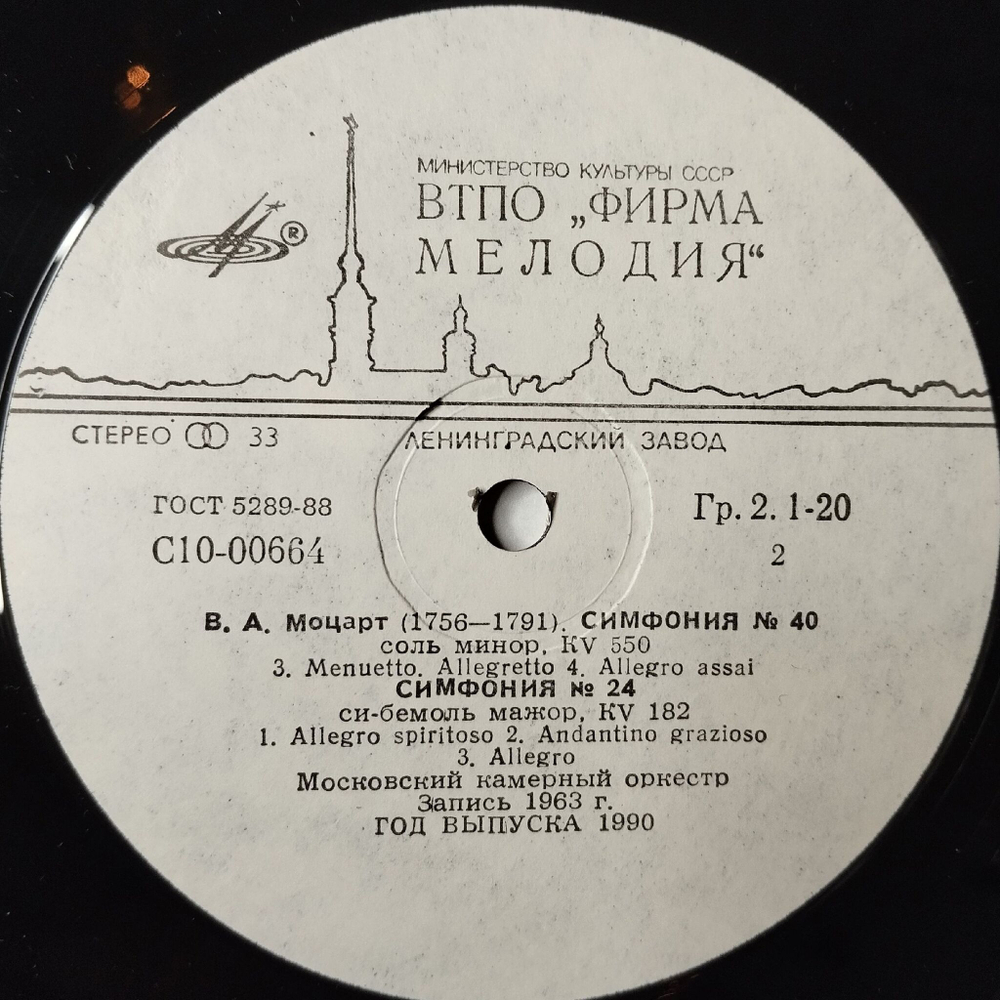 МИНИСТЕРСТВО КУЛЬТУРЫ СССР
ВТПО „ФИРМА
МЕЛОДИЯ“
®
СТЕРЕО 33
ЛЕНИНГРАДСКИЙ ЗАВОД
ГОСТ 5289-88
Гр. 2. 1-20
С10-00664
2
В. А. Моцарт (1756—1791). СИМФОНИЯ № 40
соль минор, KV 550
3. Menuetto. Allegretto 4. Allegro assai
СИМФОНИЯ № 24
си-бемоль мажор, KV 182
1. Allegro spiritoso 2. Andantino grazioso
3. Allegro
Московский камерный оркестр
Запись 1963 г.
ГОД ВЫПУСКА 1990